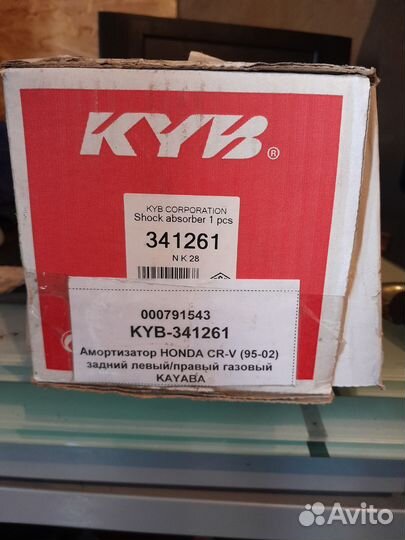 KYB®
KYB CORPORATION
Shock absorber 1 pcs
341261
N K 28
000791543
KYB-341261
Амортизатор HONDA CR-V (95-02)
задний левый/правый газовый
KAYABA
Avito